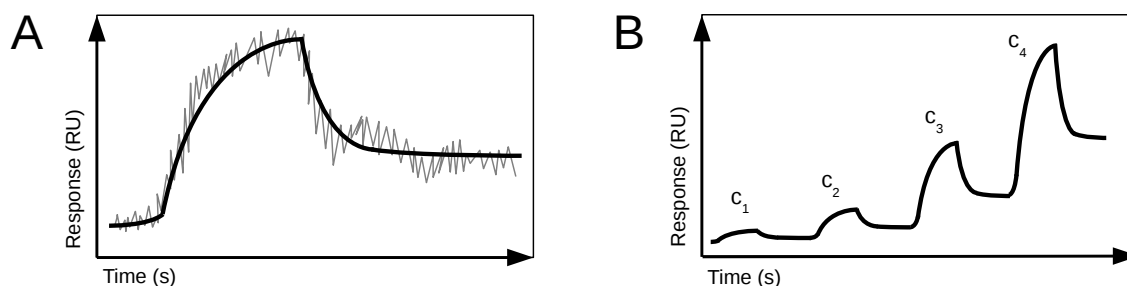 A
Response (RU)
Time (s)
B
Response (RU)
Time (s)
C1
C2
C3
C4